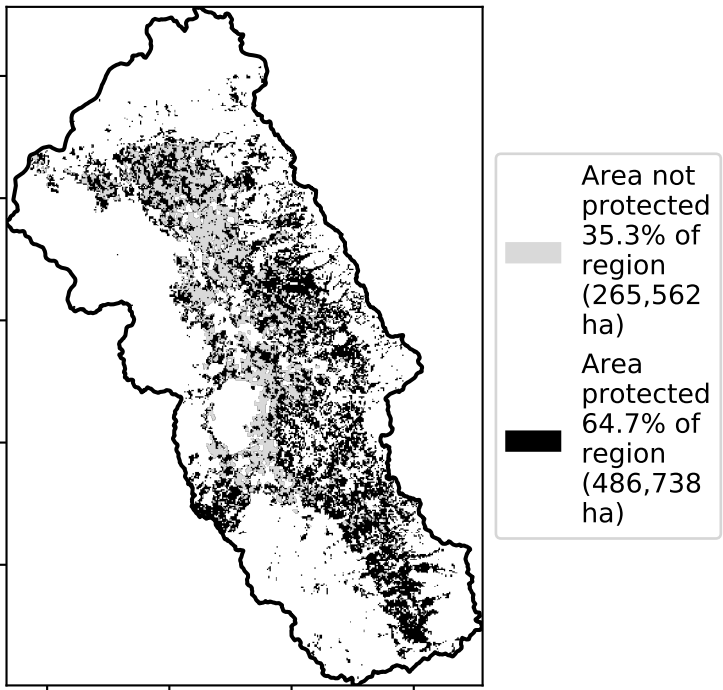 Area not
protected
35.3% of
region
(265,562
ha)
Area
protected
64.7% of
region
(486,738
ha)